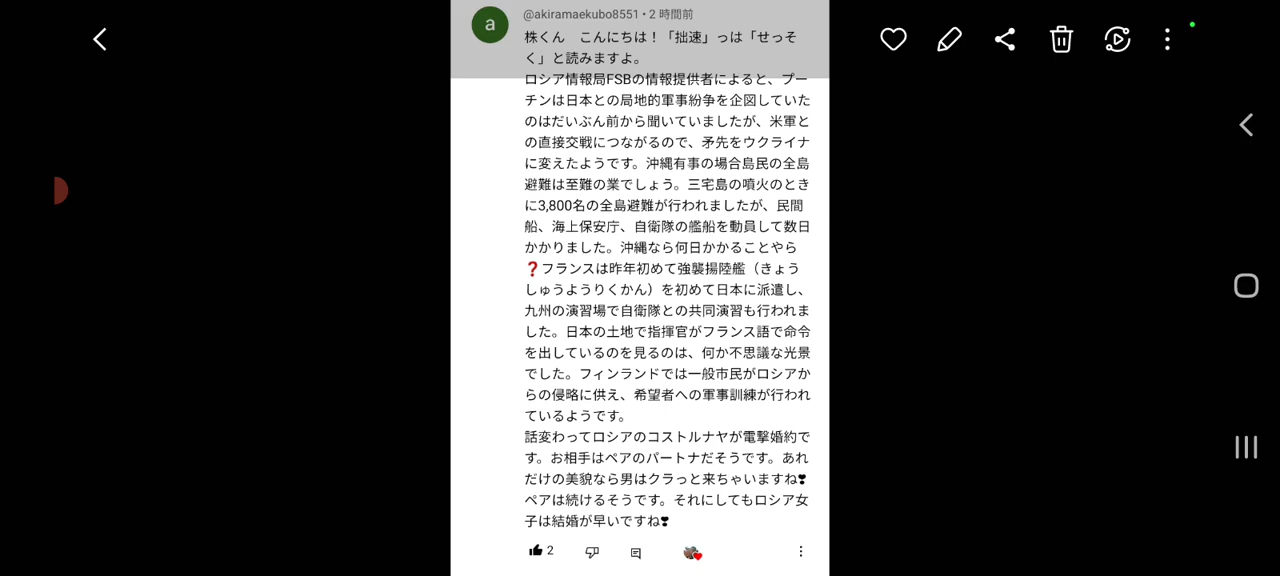 a
@akiramaekubo8551 • 2 時間前
株くん　こんにちは！「拙速」っは「せっそ
く」と読みますよ。
ロシア情報局FSBの情報提供者によると、プー
チンは日本との局地的軍事紛争を企図していた
のはだいぶん前から聞いていましたが、米軍と
の直接交戦につながるので、矛先をウクライナ
に変えたようです。沖縄有事の場合島民の全島
避難は至難の業でしょう。三宅島の噴火のとき
に3,800名の全島避難が行われましたが、民間
船、海上保安庁、自衛隊の艦船を動員して数日
かかりました。沖縄なら何日かかることやら
❓フランスは昨年初めて強襲揚陸艦（きょう
しゅうようりくかん）を初めて日本に派遣し、
九州の演習場で自衛隊との共同演習も行われま
した。日本の土地で指揮官がフランス語で命令
を出しているのを見るのは、何か不思議な光景
でした。フィンランドでは一般市民がロシアか
らの侵略に供え、希望者への軍事訓練が行われ
ているようです。
話変わってロシアのコストルナヤが電撃婚約で
す。お相手はペアのパートナだそうです。あれ
だけの美貌なら男はクラっと来ちゃいますね❣
ペアは続けるそうです。それにしてもロシア女
子は結婚が早いですね❣
2